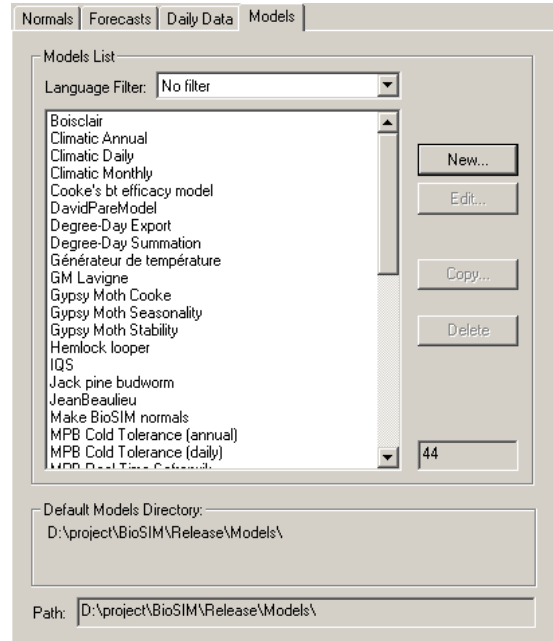 Normals Forecasts Daily Data Models
Models List
Language Filter: No filter
Boisclair
Climatic Annual
Climatic Daily
Climatic Monthly
Cooke's bt efficacy model
DavidPareModel
Degree-Day Export
Degree-Day Summation
Générateur de température
GM Lavigne
Gypsy Moth Cooke
Gypsy Moth Seasonality
Gypsy Moth Stability
Hemlock looper
IQS
Jack pine budworm
JeanBeaulieu
Make BioSIM normals
MPB Cold Tolerance (annual)
MPB Cold Tolerance (daily)
MPB Real Time
New...
Edit...
Copy...
Delete
44
Default Models Directory:
D:\project\BioSIM\Release\Models\
Path: D:\project\BioSIM\Release\Models\